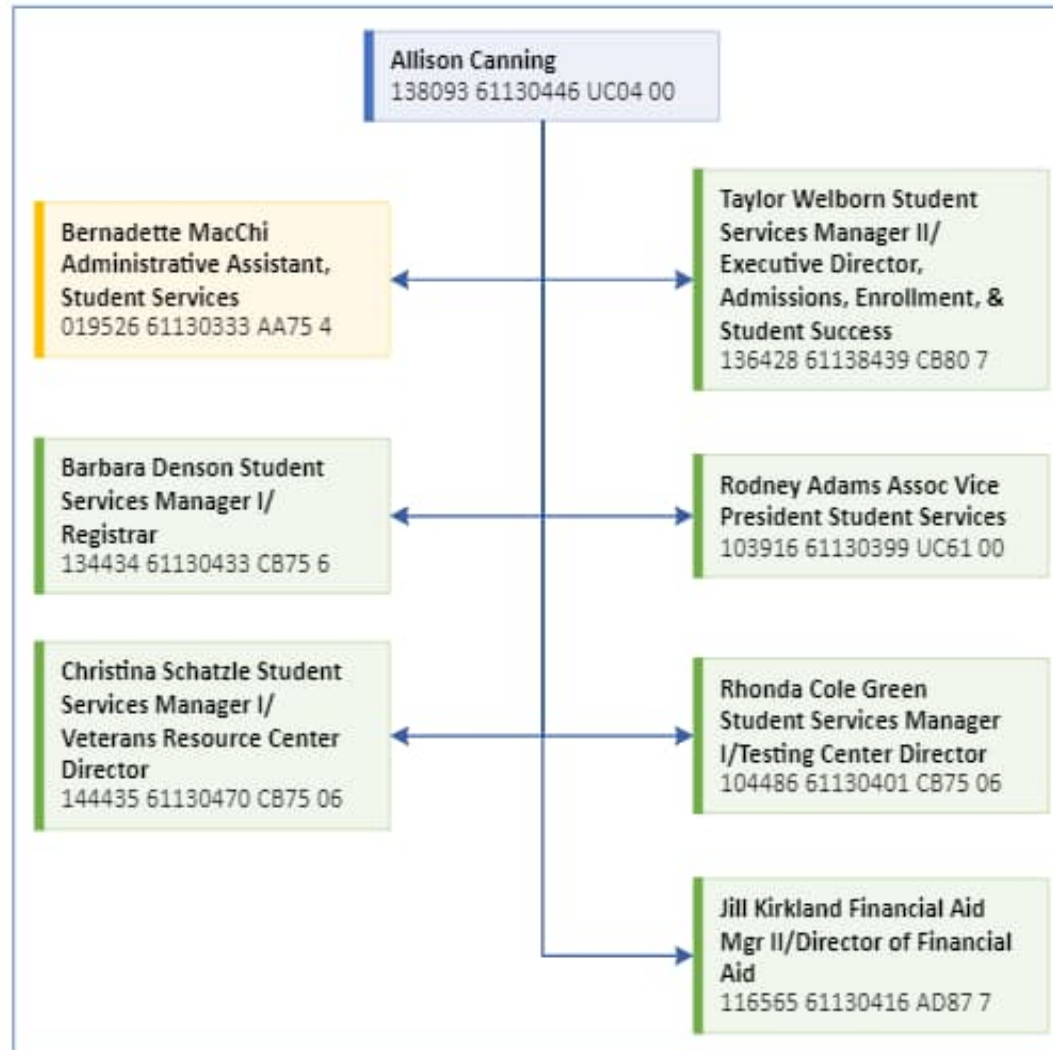 Allison Canning
138093 61130446 UC04 00
Bernadette MacChi
Administrative Assistant,
Student Services
019526 61130333 AA75 4
Taylor Welborn Student
Services Manager II/
Executive Director,
Admissions, Enrollment, &
Student Success
136428 61138439 CB80 7
Barbara Denson Student
Services Manager I/
Registrar
134434 61130433 CB75 6
Rodney Adams Assoc Vice
President Student Services
103916 61130399 UC61 00
Christina Schatzle Student
Services Manager I/
Veterans Resource Center
Director
144435 61130470 CB75 06
Rhonda Cole Green
Student Services Manager
I/Testing Center Director
104486 61130401 CB75 06
Jill Kirkland Financial Aid
Mgr II/Director of Financial
Aid
116565 61130416 AD87 7